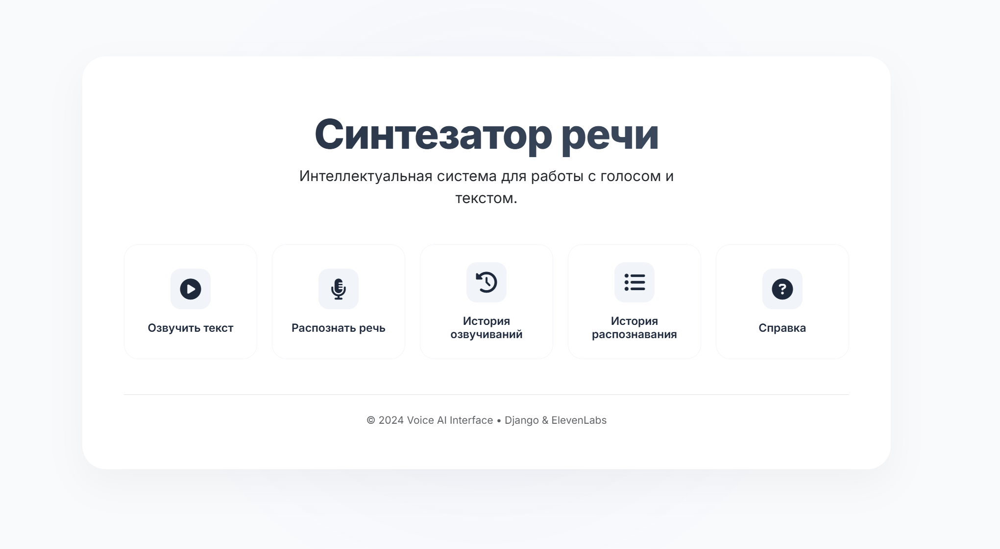 Синтезатор речи
Интеллектуальная система для работы с голосом и
текстом.
Озвучить текст
Распознать речь
История
озвучиваний
История
распознавания
Справка
© 2024 Voice AI Interface • Django & ElevenLabs